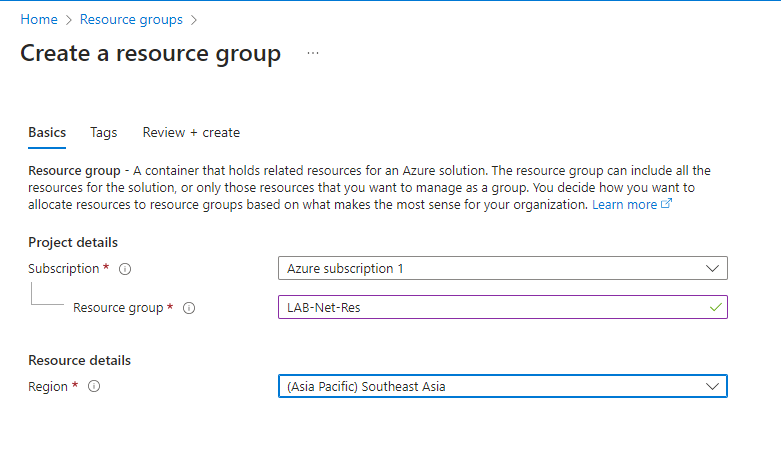 Home > Resource groups >
Create a resource group ...
Basics Tags Review + create
Resource group - A container that holds related resources for an Azure solution. The resource group can include all the
resources for the solution, or only those resources that you want to manage as a group. You decide how you want to
allocate resources to resource groups based on what makes the most sense for your organization. Learn more
Project details
Subscription * Azure subscription 1
Resource group * LAB-Net-Res
Resource details
Region * (Asia Pacific) Southeast Asia